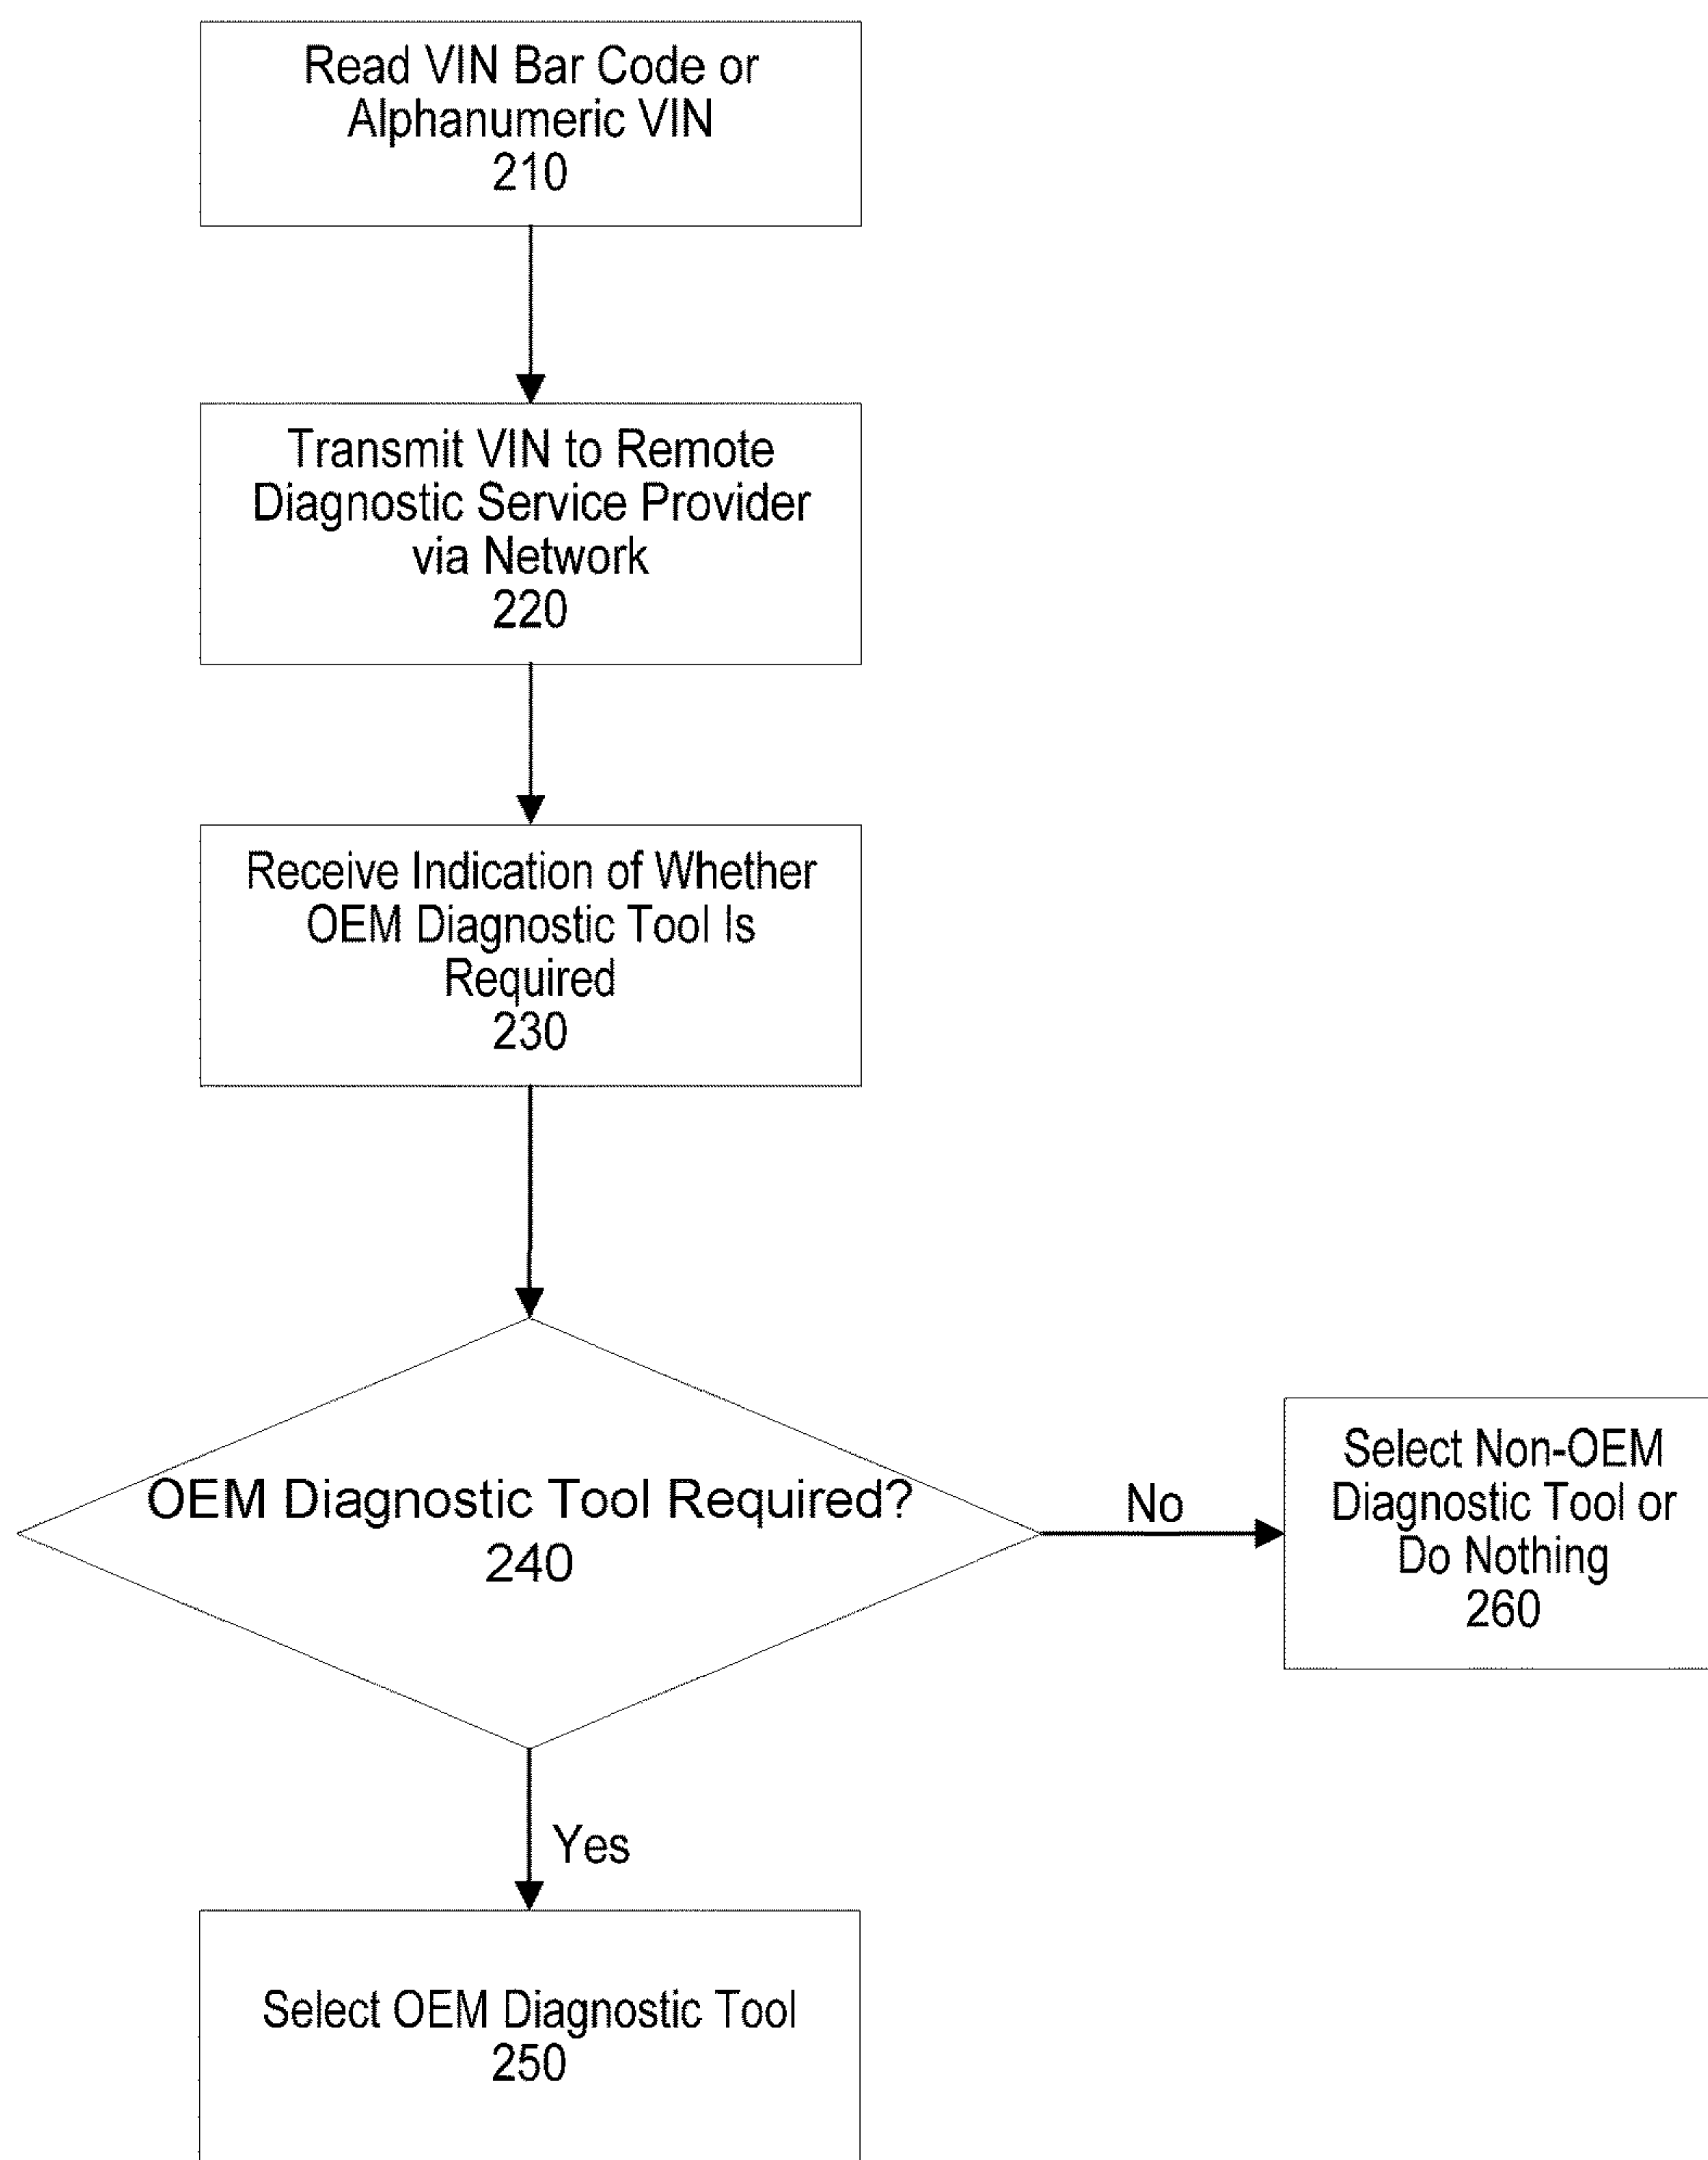 Read VIN Bar Code or
Alphanumeric VIN
210
Transmit VIN to Remote
Diagnostic Service Provider
via Network
220
Receive Indication of Whether
OEM Diagnostic Tool Is
Required
230
OEM Diagnostic Tool Required?
240
No
Select Non-OEM
Diagnostic Tool or
Do Nothing
260
Yes
Select OEM Diagnostic Tool
250